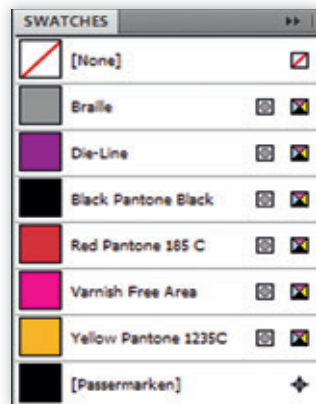 SWATCHES
[None]
Braille
Die-Line
Black Pantone Black
Red Pantone 185 C
Varnish Free Area
Yellow Pantone 1235C
[Passermarken]